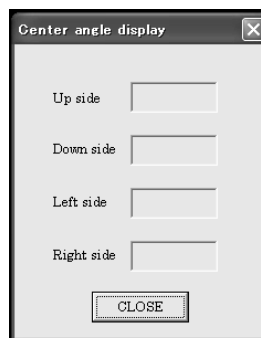 Center angle display
Up side
Down side
Left side
Right side
CLOSE